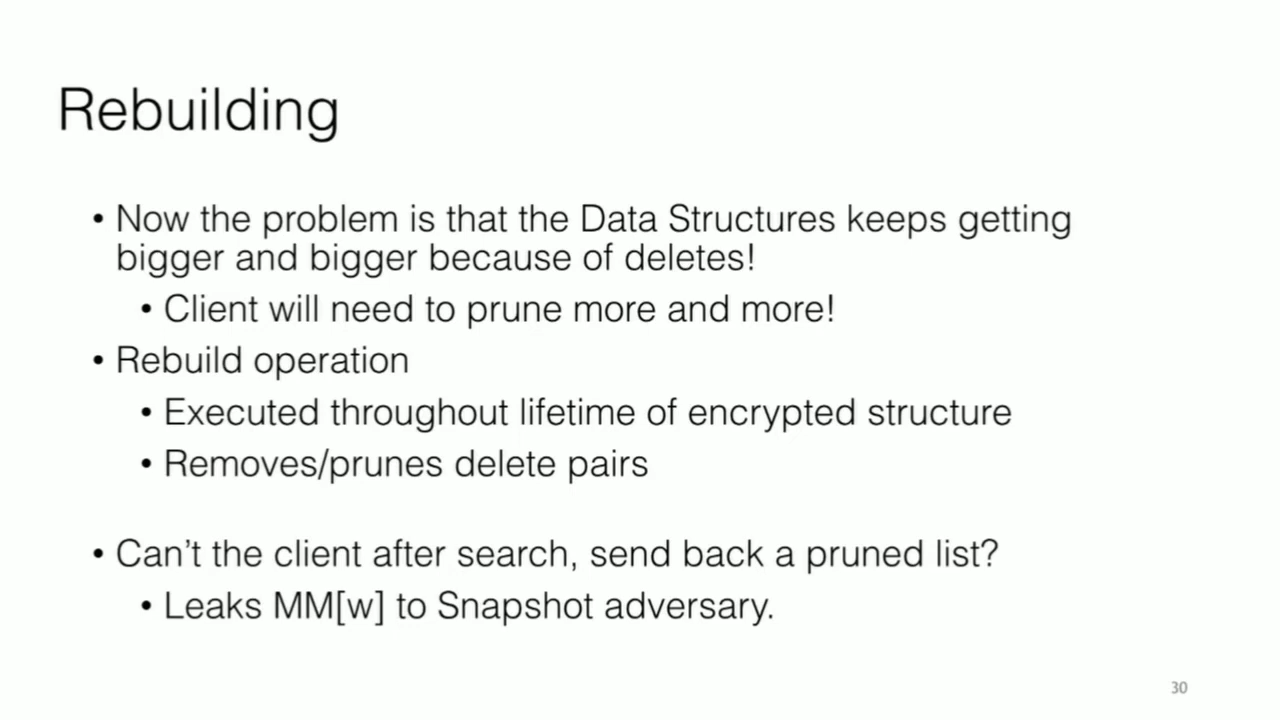 Rebuilding
• Now the problem is that the Data Structures keeps getting
bigger and bigger because of deletes!
• Client will need to prune more and more!
• Rebuild operation
• Executed throughout lifetime of encrypted structure
• Removes/prunes delete pairs
• Can't the client after search, send back a pruned list?
• Leaks MM[w] to Snapshot adversary.
30